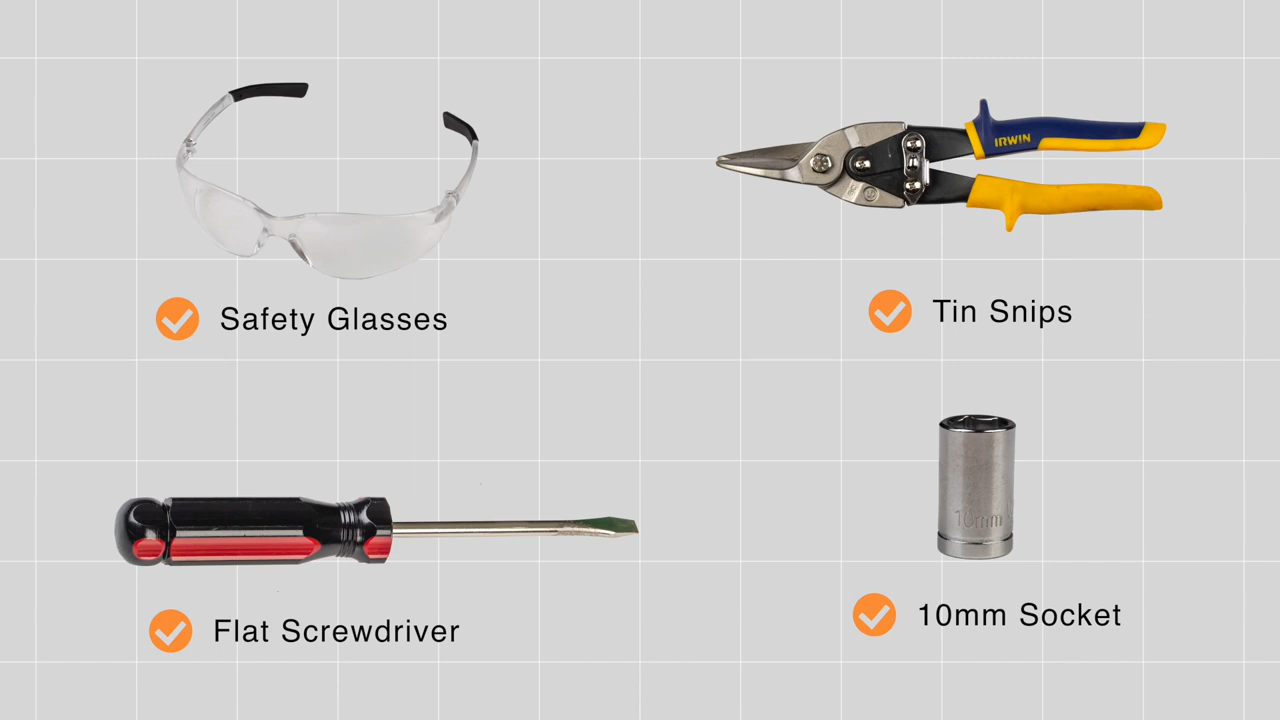 IRWIN
Safety Glasses
Tin Snips
10mm
Flat Screwdriver
10mm Socket